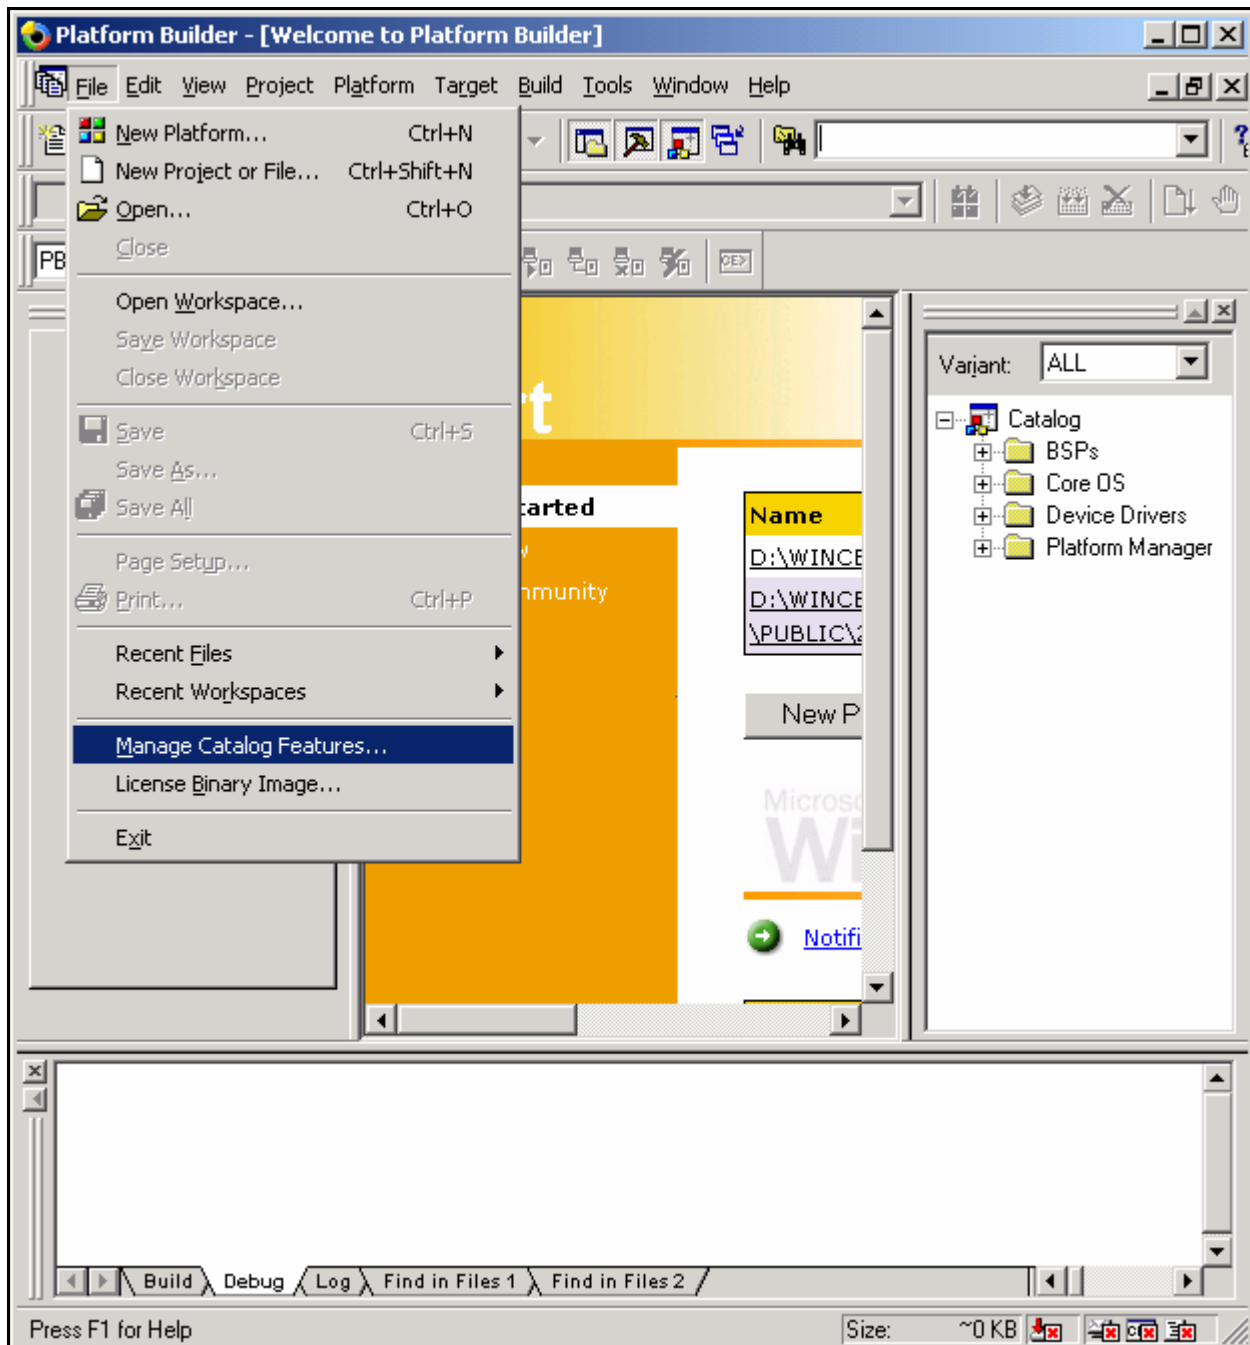 Platform Builder - [Welcome to Platform Builder]
File Edit View Project Platform Target Build Tools Window Help
New Platform... Ctrl+N
New Project or File... Ctrl+Shift+N
Open... Ctrl+O
Close
PB
Open Workspace...
Save Workspace
Close Workspace
Save Ctrl+S
Save As...
Save All
Page Setup...
Print... Ctrl+P
Recent Files
Recent Workspaces
Manage Catalog Features...
License Binary Image...
Exit
rt
tarted
Name
D:\WINCE
D:\WINCE
\PUBLIC\
New P
Micros
Wi
Notifi
Variant: ALL
Catalog
BSPs
Core OS
Device Drivers
Platform Manager
Build Debug Log Find in Files 1 Find in Files 2
Press F1 for Help
Size: ~0 KB